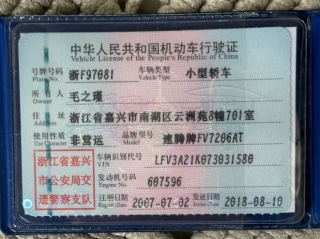 中华人民共和国机动车行驶证
Vehicle License of the People's Republic of China
号牌号码 浙F97081 车辆类型 小型轿车
Plate No. Vehicle Type
所有人 毛之瑾
Owner
住址 浙江省嘉兴市南湖区云洲苑8幢701室
Address
使用性质 非营运 品牌型号 速腾牌FV7206AT
Use Character Model
浙江省嘉兴
市公安局交
通警察支队
车辆识别代号 LFV3A21K073031580
VIN
发动机号码 607596
Engine No.
注册日期 2007-07-02 发证日期 2018-08-10
Register Date Issue Date